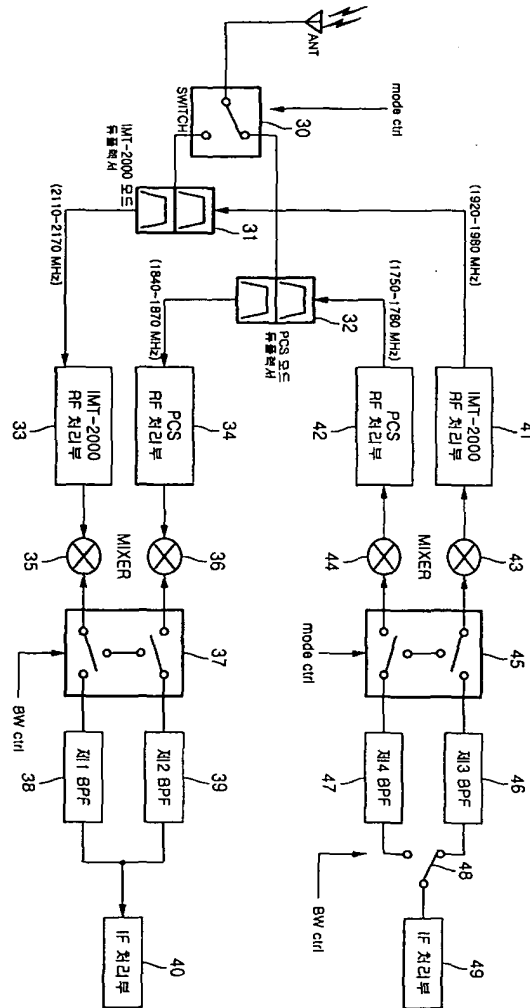 ANT
SWITCH
30
mode ctrl
IMT-2000 모드
듀플렉서
31
(2110~2170 MHz)
(1920~1980 MHz)
PCS 모드
듀플렉서
32
(1840~1870 MHz)
(1750~1780 MHz)
IMT-2000
RF 처리부
33
PCS
RF 처리부
34
PCS
RF 처리부
42
IMT-2000
RF 처리부
41
35
MIXER
36
44
MIXER
43
37
BW ctrl
45
mode ctrl
제1 BPF
38
제2 BPF
39
제4 BPF
47
제3 BPF
46
48
BW ctrl
IF 처리부
40
IF 처리부
49